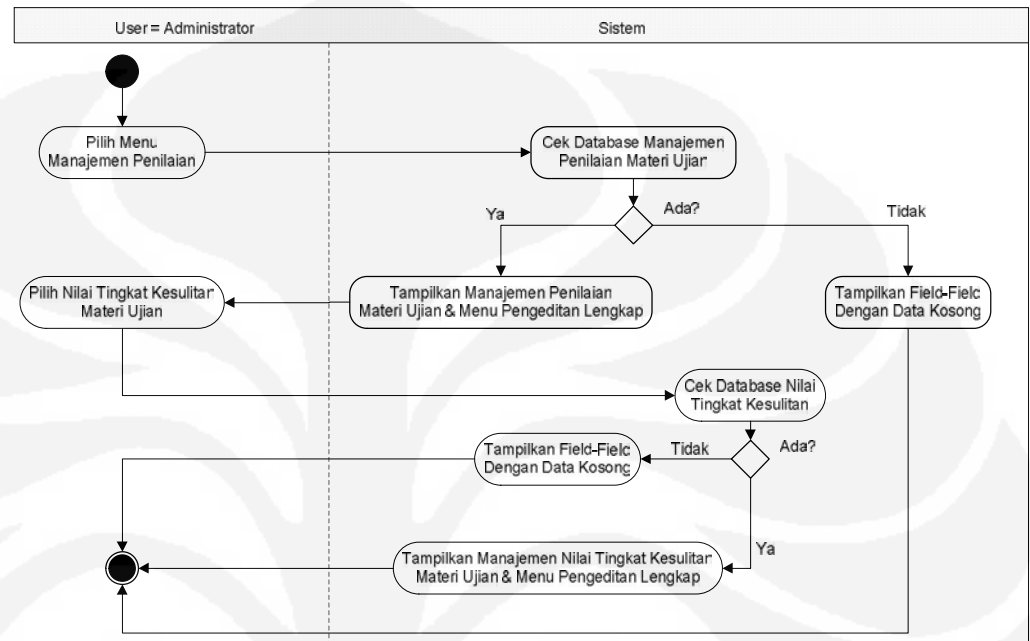 User = Administrator
Sistem
Pilih Menu
Manajemen Penilaian
Cek Database Manajemen
Penilaian Materi Ujian
Ada?
Ya
Tidak
Pilih Nilai Tingkat Kesulitan
Materi Ujian
Tampilkan Manajemen Penilaian
Materi Ujian & Menu Pengeditan Lengkap
Tampilkan Field-Field
Dengan Data Kosong
Cek Database Nilai
Tingkat Kesulitan
Ada?
Tidak
Tampilkan Field-Field
Dengan Data Kosong
Ya
Tampilkan Manajemen Nilai Tingkat Kesulitan
Materi Ujian & Menu Pengeditan Lengkap